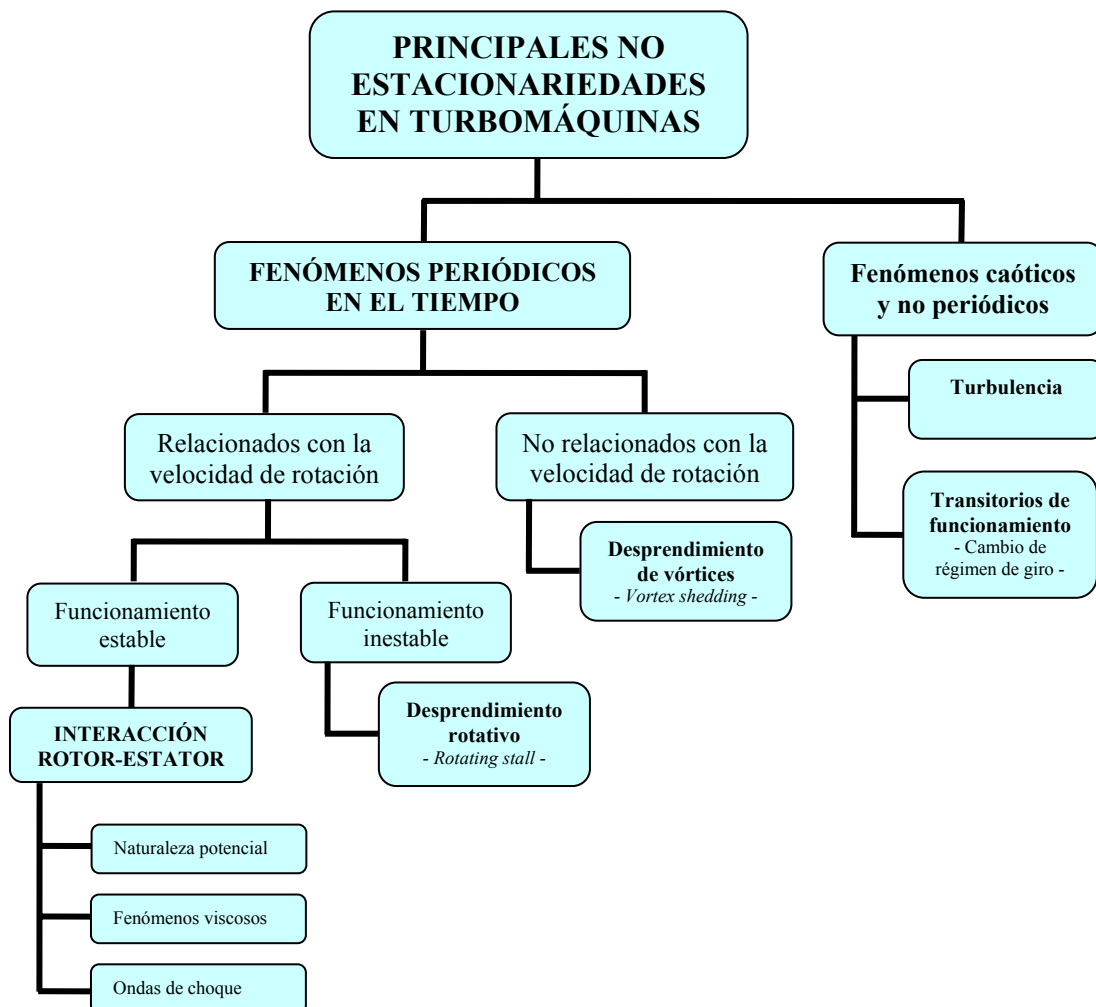 PRINCIPALES NO
ESTACIONARIEDADES
EN TURBOMÁQUINAS
FENÓMENOS PERIÓDICOS
EN EL TIEMPO
Fenómenos caóticos
y no periódicos
Turbulencia
Transitorios de
funcionamiento
- Cambio de
régimen de giro -
Relacionados con la
velocidad de rotación
No relacionados con la
velocidad de rotación
Desprendimiento
de vórtices
- Vortex shedding -
Funcionamiento
estable
Funcionamiento
inestable
INTERACCIÓN
ROTOR-ESTATOR
Desprendimiento
rotativo
- Rotating stall -
Naturaleza potencial
Fenómenos viscosos
Ondas de choque